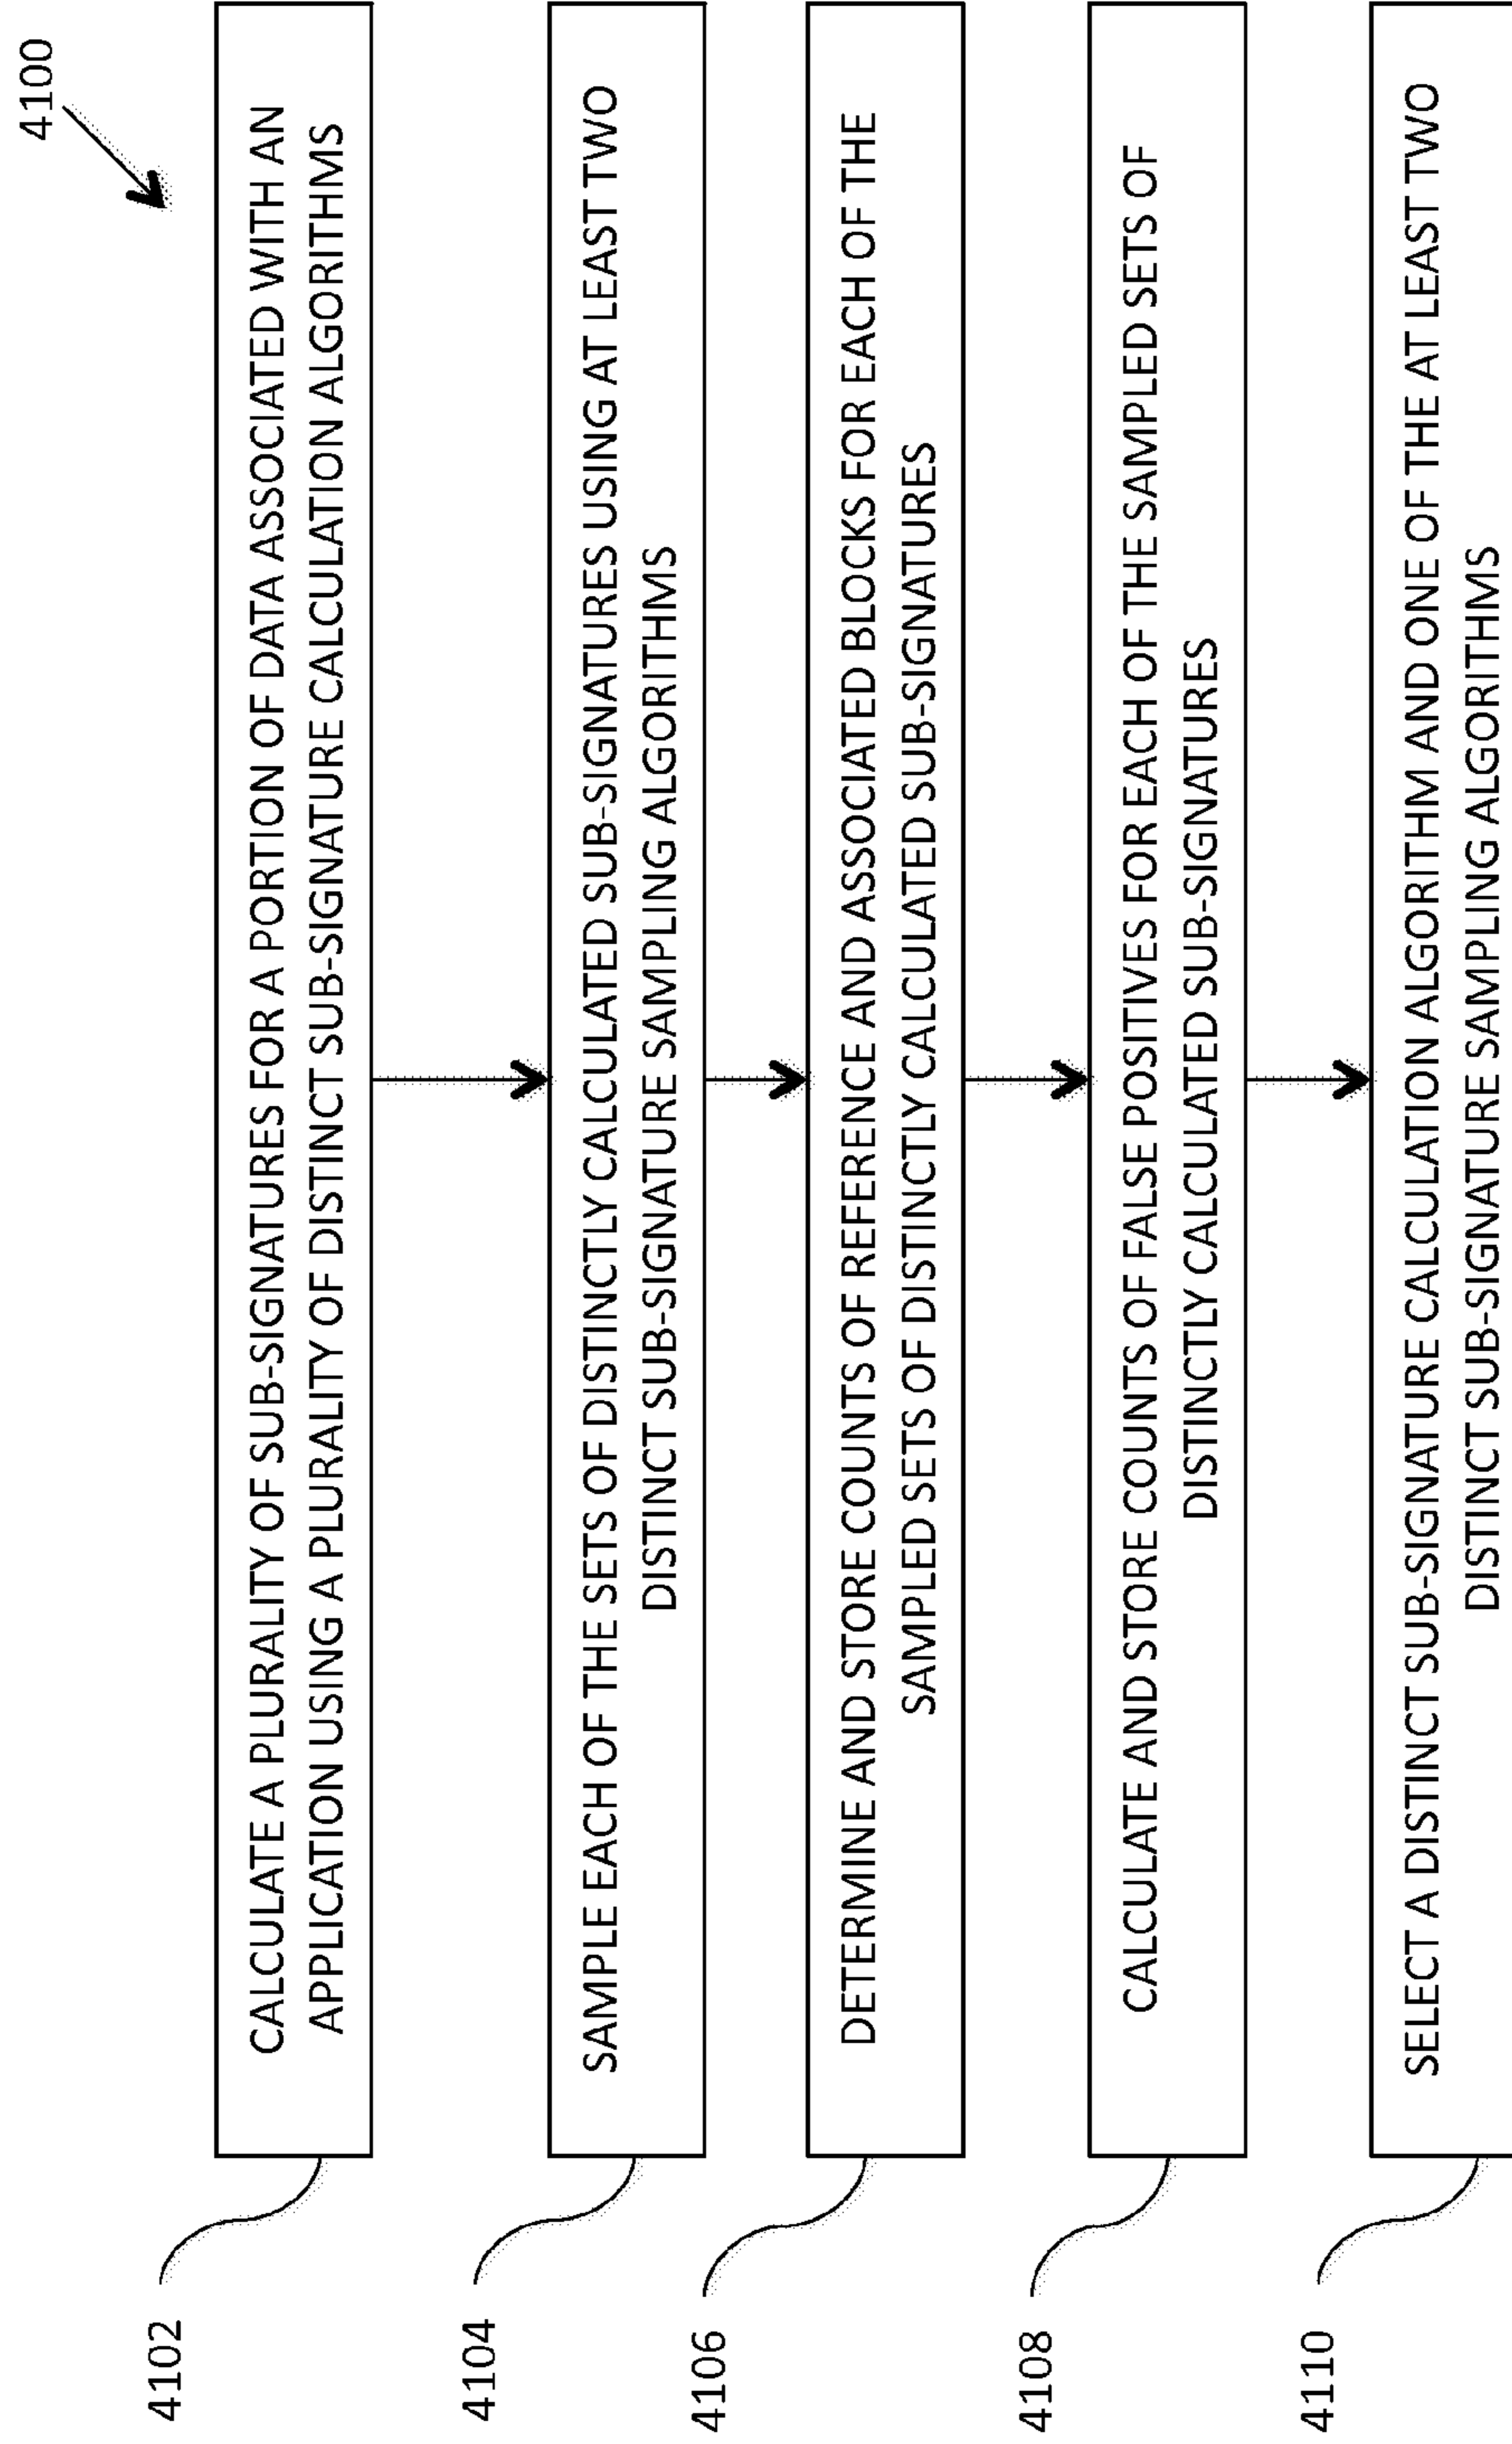 4100
4102
CALCULATE A PLURALITY OF SUB-SIGNATURES FOR A PORTION OF DATA ASSOCIATED WITH AN
APPLICATION USING A PLURALITY OF DISTINCT SUB-SIGNATURE CALCULATION ALGORITHMS
4104
SAMPLE EACH OF THE SETS OF DISTINCTLY CALCULATED SUB-SIGNATURES USING AT LEAST TWO
DISTINCT SUB-SIGNATURE SAMPLING ALGORITHMS
4106
DETERMINE AND STORE COUNTS OF REFERENCE AND ASSOCIATED BLOCKS FOR EACH OF THE
SAMPLED SETS OF DISTINCTLY CALCULATED SUB-SIGNATURES
4108
CALCULATE AND STORE COUNTS OF FALSE POSITIVES FOR EACH OF THE SAMPLED SETS OF
DISTINCTLY CALCULATED SUB-SIGNATURES
4110
SELECT A DISTINCT SUB-SIGNATURE CALCULATION ALGORITHM AND ONE OF THE AT LEAST TWO
DISTINCT SUB-SIGNATURE SAMPLING ALGORITHMS